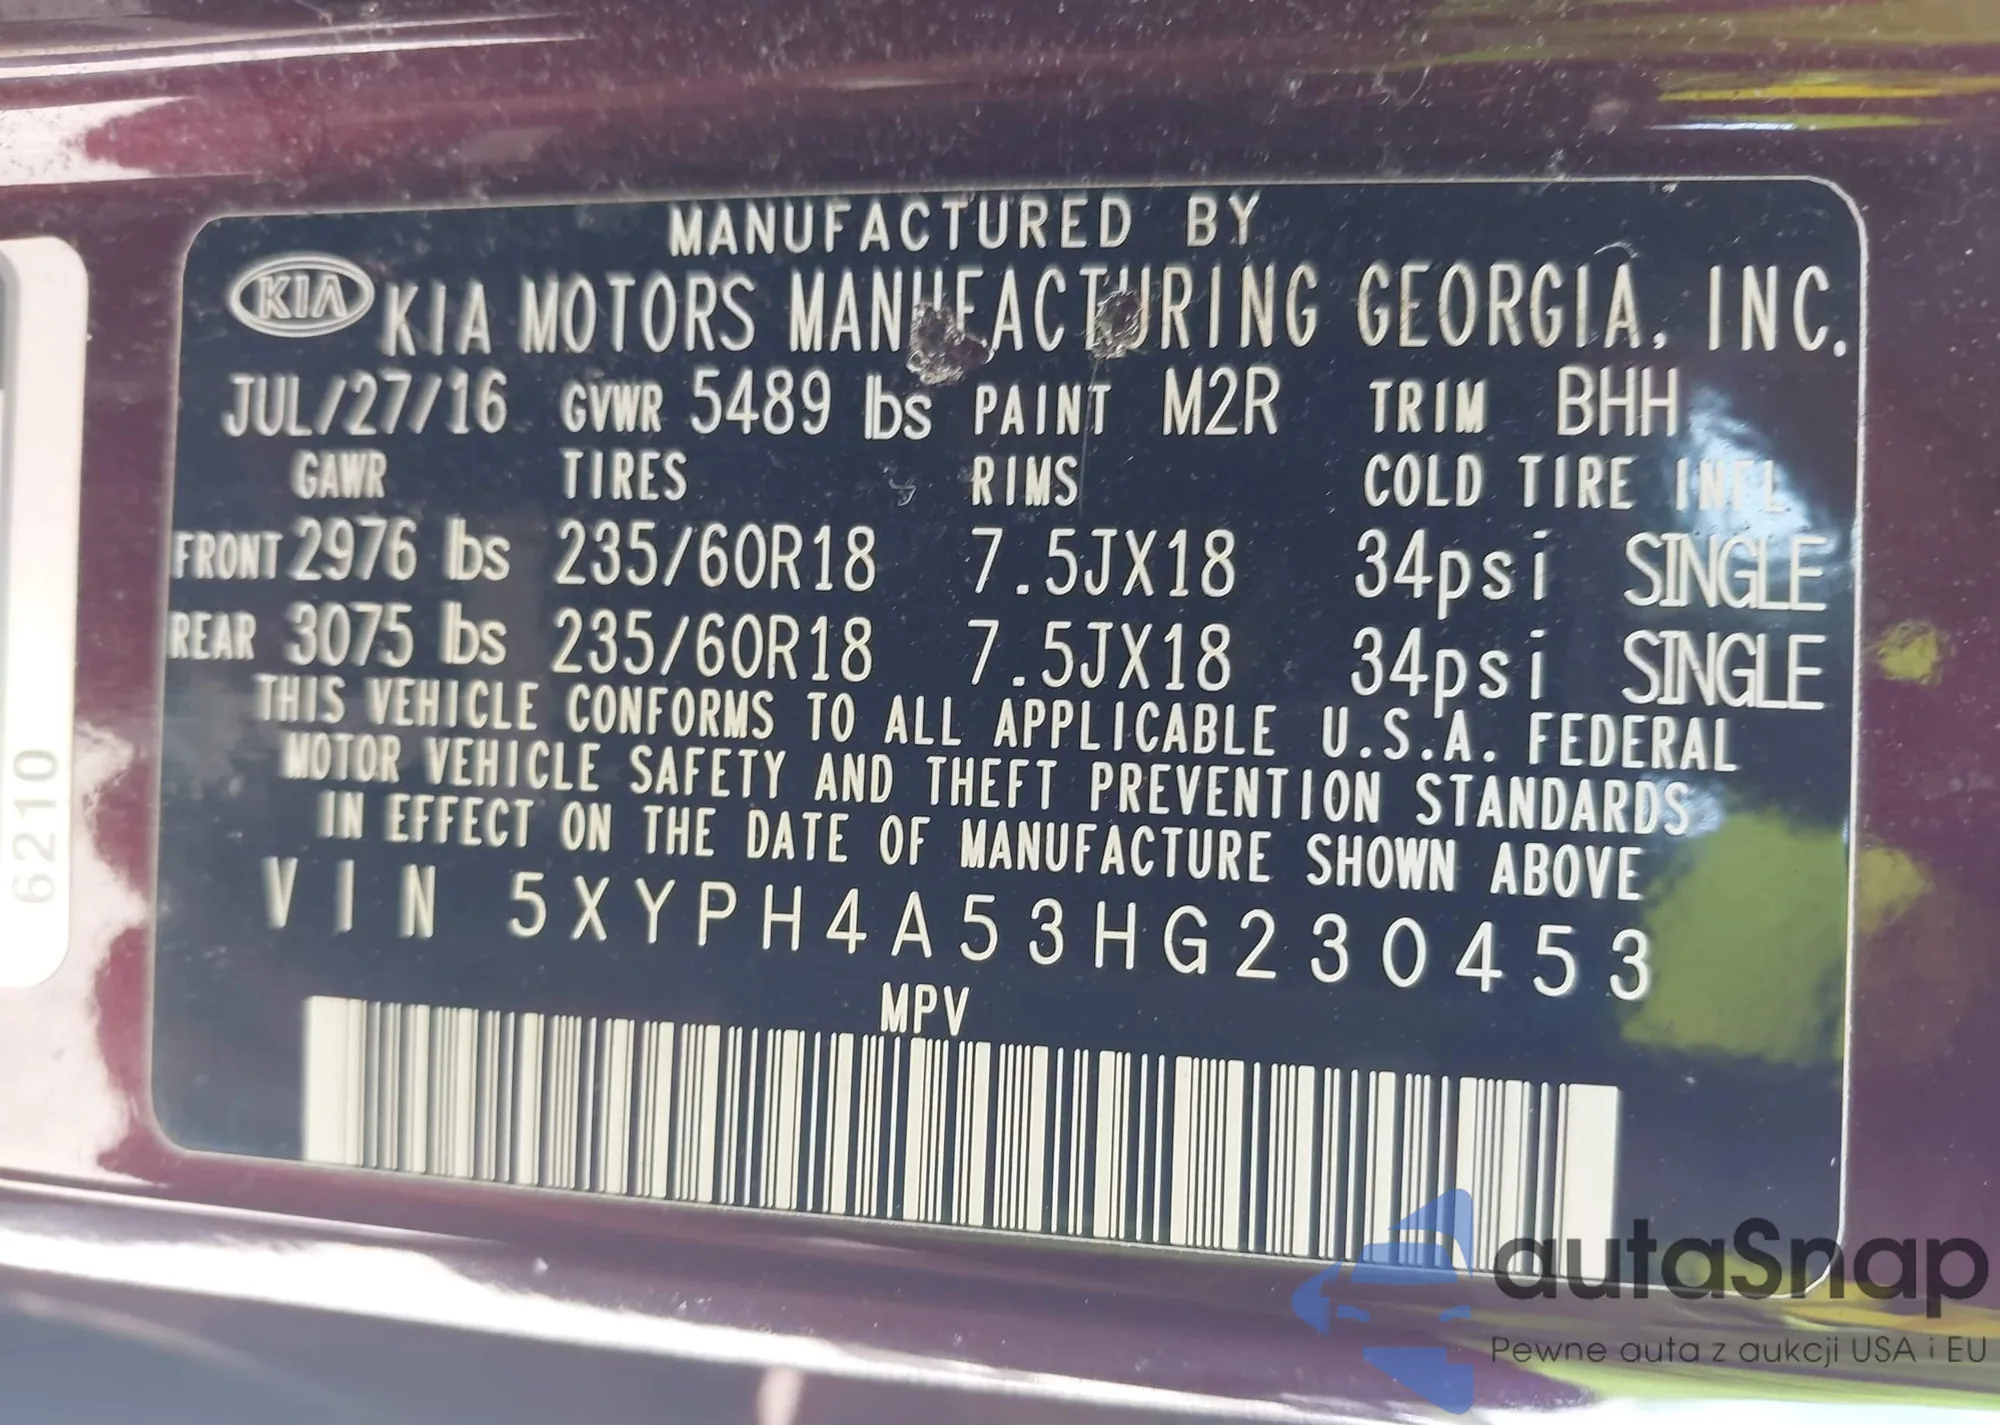 MANUFACTURED BY
KIA KIA MOTORS MANUFACTURING GEORGIA, INC.
JUL/27/16 GVWR 5489 lbs PAINT M2R TRIM BHH
GAWR TIRES RIMS COLD TIRE INFL
FRONT 2976 lbs 235/60R18 7.5JX18 34psi SINGLE
REAR 3075 lbs 235/60R18 7.5JX18 34psi SINGLE
THIS VEHICLE CONFORMS TO ALL APPLICABLE U.S.A. FEDERAL
MOTOR VEHICLE SAFETY AND THEFT PREVENTION STANDARDS
IN EFFECT ON THE DATE OF MANUFACTURE SHOWN ABOVE
VIN 5XYPH4A53HG230453
MPV
6210
autaSnap
Pewne auta z aukcji USA i EU